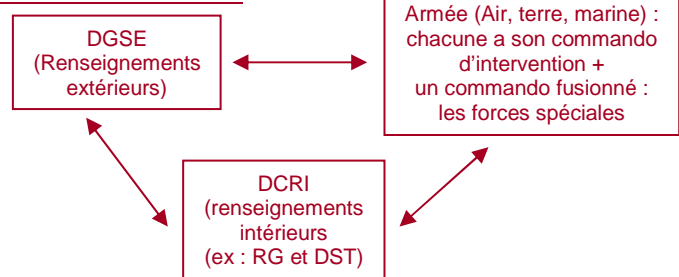 DGSE
(Renseignements
extérieurs)
Armée (Air, terre, marine) :
chacune a son commando
d'intervention +
un commando fusionné :
les forces spéciales
DCRI
(renseignements
intérieurs
(ex : RG et DST)